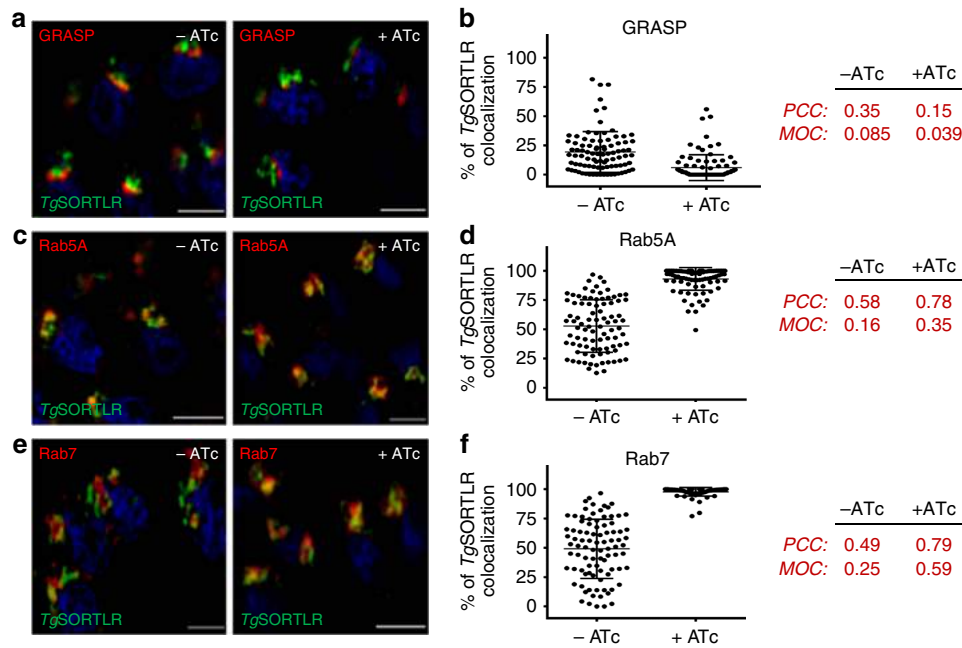 a
GRASP – ATc
TgSORTLR
GRASP + ATc
b
GRASP
% of TgSORTLR
colocalization
100
75
50
25
0
– ATc + ATc
–ATc +ATc
PCC: 0.35 0.15
MOC: 0.085 0.039
c
Rab5A – ATc
TgSORTLR
Rab5A + ATc
d
Rab5A
% of TgSORTLR
colocalization
100
75
50
25
0
– ATc + ATc
–ATc +ATc
PCC: 0.58 0.78
MOC: 0.16 0.35
e
Rab7 – ATc
TgSORTLR
Rab7 + ATc
f
Rab7
% of TgSORTLR
colocalization
100
75
50
25
0
– ATc + ATc
–ATc +ATc
PCC: 0.49 0.79
MOC: 0.25 0.59